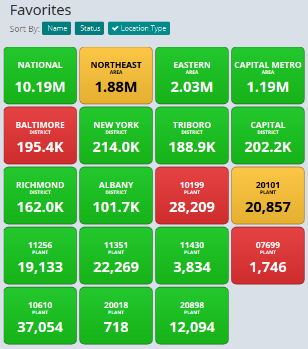 Favorites
Sort By: Name Status ✔ Location Type
NATIONAL
10.19M
NORTHEAST
AREA
1.88M
EASTERN
AREA
2.03M
CAPITAL METRO
AREA
1.19M
BALTIMORE
DISTRICT
195.4K
NEW YORK
DISTRICT
214.0K
TRIBORO
DISTRICT
188.9K
CAPITAL
DISTRICT
202.2K
RICHMOND
DISTRICT
162.0K
ALBANY
DISTRICT
101.7K
10199
PLANT
28,209
20101
PLANT
20,857
11256
PLANT
19,133
11351
PLANT
22,269
11430
PLANT
3,834
07699
PLANT
1,746
10610
PLANT
37,054
20018
PLANT
718
20898
PLANT
12,094